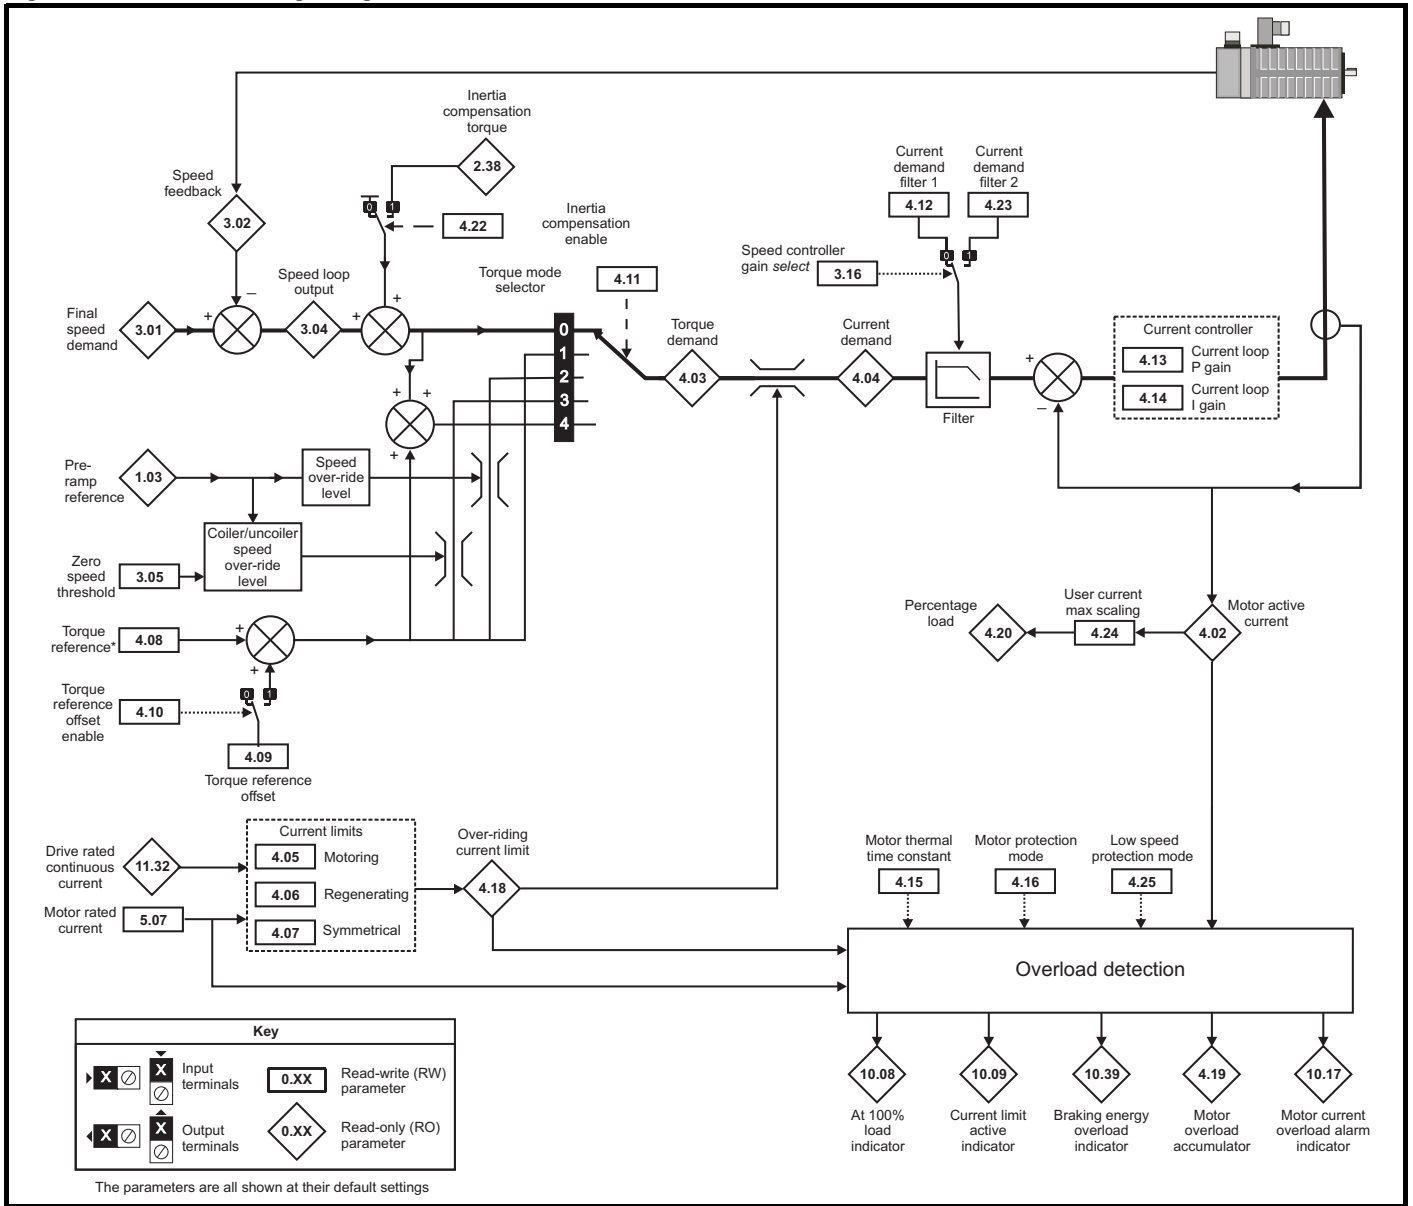 Inertia
compensation
torque
2.38
Speed
feedback
3.02
0 1
4.22
Inertia
compensation
enable
Current
demand
filter 1
4.12
Current
demand
filter 2
4.23
0 1
Speed controller
gain select
3.16
Final
speed
demand
3.01
+
–
Speed loop
output
3.04
+
+
Torque mode
selector
4.11
0
1
2
3
4
Torque
demand
4.03
Current
demand
4.04
Filter
+
–
Current controller
4.13
Current loop
P gain
4.14
Current loop
I gain
+ +
+
Pre-
ramp
reference
1.03
Speed
over-ride
level
Coiler/uncoiler
speed
over-ride
level
Zero
speed
threshold
3.05
Torque
reference*
4.08
+
+
0 1
Torque
reference
offset
enable
4.10
4.09
Torque reference
offset
Percentage
load
4.20
User current
max scaling
4.24
4.02
Motor active
current
Drive rated
continuous
current
11.32
Motor rated
current
5.07
Current limits
4.05 Motoring
4.06 Regenerating
4.07 Symmetrical
Over-riding
current limit
4.18
Motor thermal
time constant
4.15
Motor protection
mode
4.16
Low speed
protection mode
4.25
Overload detection
10.08
At 100%
load
indicator
10.09
Current limit
active
indicator
10.39
Braking energy
overload
indicator
4.19
Motor
overload
accumulator
10.17
Motor current
overload alarm
indicator
Key
X X Input
terminals
0.XX Read-write (RW)
parameter
X X Output
terminals
0.XX Read-only (RO)
parameter
The parameters are all shown at their default settings